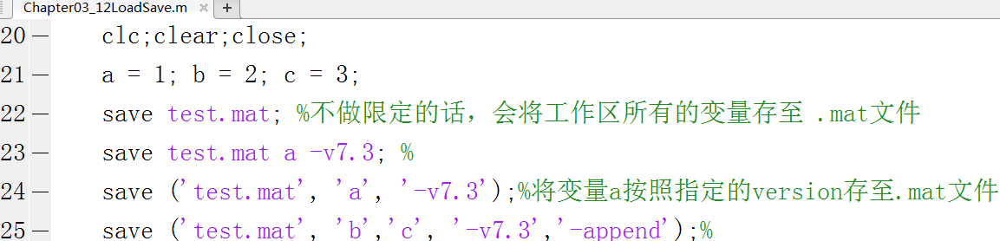 Chapter03_12LoadSave.m × +
20 — clc;clear;close;
21 — a = 1; b = 2; c = 3;
22 — save test.mat; %不做限定的话，会将工作区所有的变量存至 .mat文件
23 — save test.mat a -v7.3; %
24 — save ('test.mat', 'a', '-v7.3');%将变量a按照指定的version存至.mat文件
25 — save ('test.mat', 'b','c', '-v7.3','-append');%